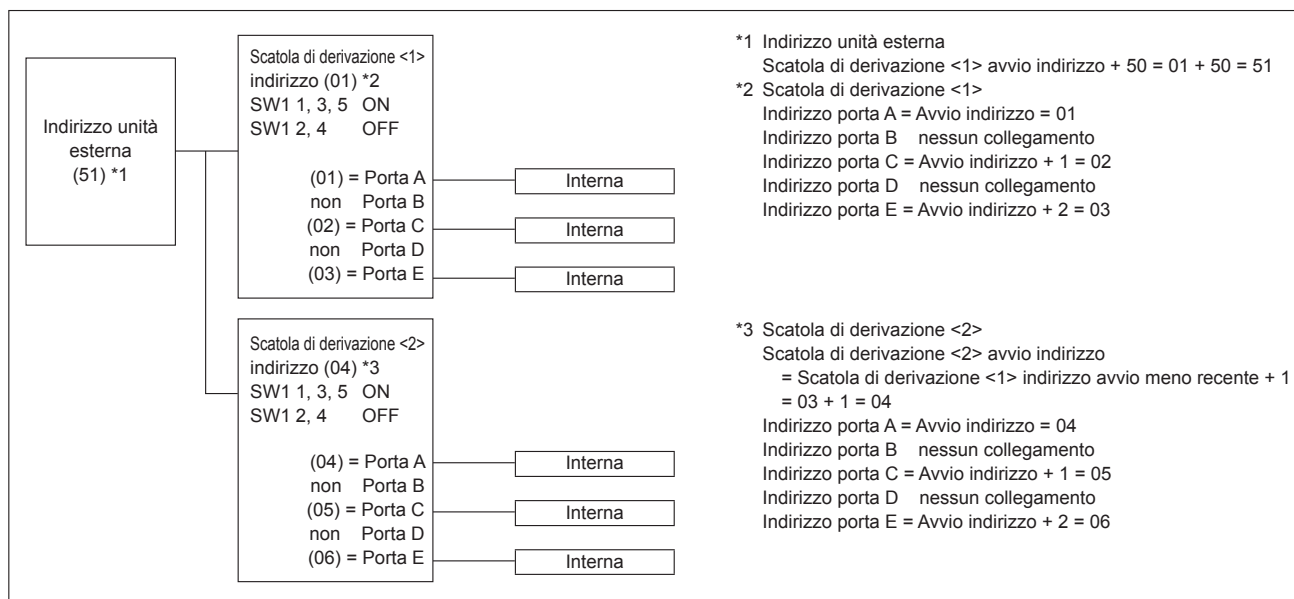 Indirizzo unità
esterna
(51) *1
Scatola di derivazione <1>
indirizzo (01) *2
SW1 1, 3, 5 ON
SW1 2, 4 OFF
(01) = Porta A
non Porta B
(02) = Porta C
non Porta D
(03) = Porta E
Interna
Interna
Interna
Scatola di derivazione <2>
indirizzo (04) *3
SW1 1, 3, 5 ON
SW1 2, 4 OFF
(04) = Porta A
non Porta B
(05) = Porta C
non Porta D
(06) = Porta E
Interna
Interna
Interna
*1 Indirizzo unità esterna
Scatola di derivazione <1> avvio indirizzo + 50 = 01 + 50 = 51
*2 Scatola di derivazione <1>
Indirizzo porta A = Avvio indirizzo = 01
Indirizzo porta B nessun collegamento
Indirizzo porta C = Avvio indirizzo + 1 = 02
Indirizzo porta D nessun collegamento
Indirizzo porta E = Avvio indirizzo + 2 = 03
*3 Scatola di derivazione <2>
Scatola di derivazione <2> avvio indirizzo
= Scatola di derivazione <1> indirizzo avvio meno recente + 1
= 03 + 1 = 04
Indirizzo porta A = Avvio indirizzo = 04
Indirizzo porta B nessun collegamento
Indirizzo porta C = Avvio indirizzo + 1 = 05
Indirizzo porta D nessun collegamento
Indirizzo porta E = Avvio indirizzo + 2 = 06